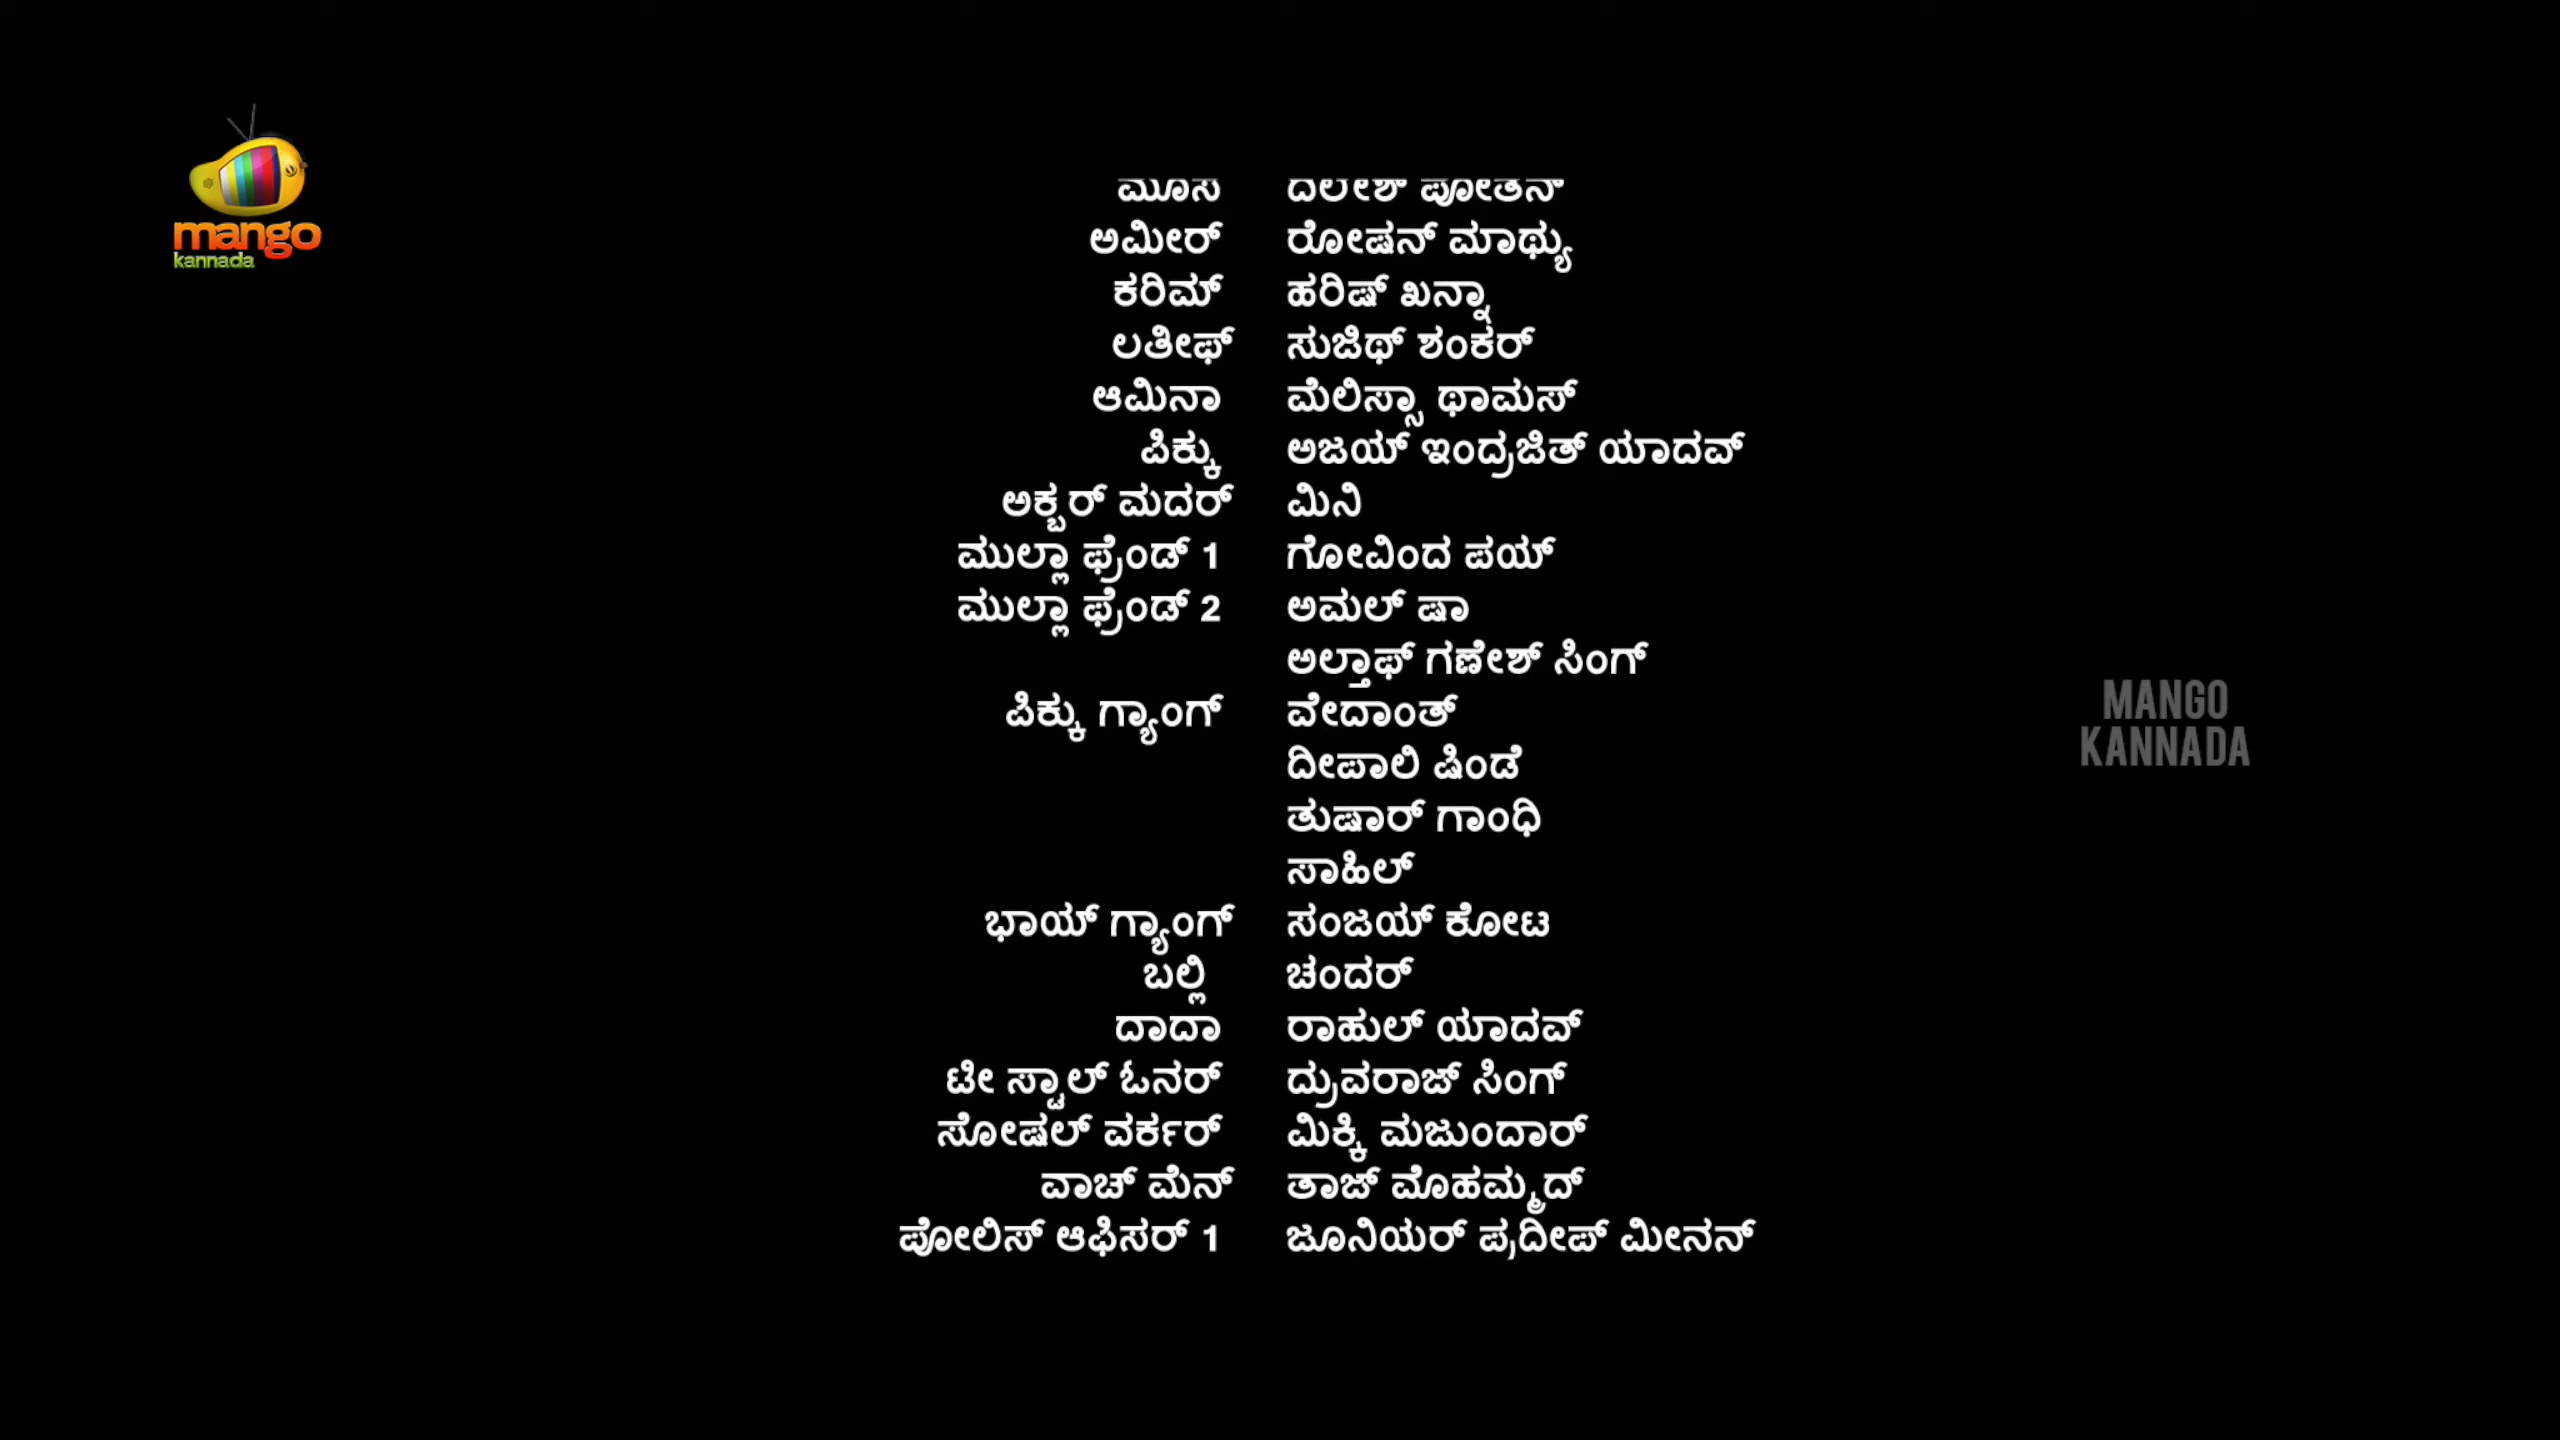 ಮೂಸ ದಿಲೀಶ್ ಪೋತನ್
mango
ಅಮೀರ್ ರೋಷನ್ ಮಾಥ್ಯು
kannada
ಕರಿಮ್ ಹರಿಷ್ ಖನ್ನಾ
ಲತೀಫ್ ಸುಜಿಥ್ ಶಂಕರ್
ಆಮಿನಾ ಮೆಲಿಸ್ಸಾ ಥಾಮಸ್
ಪಿಕ್ಕು ಅಜಯ್ ಇಂದ್ರಜಿತ್ ಯಾದವ್
ಅಕ್ಬರ್ ಮದರ್ ಮಿನಿ
ಮುಲ್ಲಾ ಫ್ರೆಂಡ್ 1 ಗೋವಿಂದ ಪಯ್
ಮುಲ್ಲಾ ಫ್ರೆಂಡ್ 2 ಅಮಲ್ ಷಾ
ಅಲ್ತಾಫ್ ಗಣೇಶ್ ಸಿಂಗ್
ಪಿಕ್ಕು ಗ್ಯಾಂಗ್ ವೇದಾಂತ್
MANGO
KANNADA
ದೀಪಾಲಿ ಷಿಂಡೆ
ತುಷಾರ್ ಗಾಂಧಿ
ಸಾಹಿಲ್
ಭಾಯ್ ಗ್ಯಾಂಗ್ ಸಂಜಯ್ ಕೋಟ
ಬಲ್ಲಿ ಚಂದರ್
ದಾದಾ ರಾಹುಲ್ ಯಾದವ್
ಟೀ ಸ್ಟಾಲ್ ಓನರ್ ದ್ರುವರಾಜ್ ಸಿಂಗ್
ಸೋಷಲ್ ವರ್ಕರ್ ಮಿಕ್ಕಿ ಮಜುಂದಾರ್
ವಾಚ್ ಮೆನ್ ತಾಜ್ ಮೊಹಮ್ಮದ್
ಪೋಲಿಸ್ ಆಫಿಸರ್ 1 ಜೂನಿಯರ್ ಪ್ರದೀಪ್ ಮೀನನ್